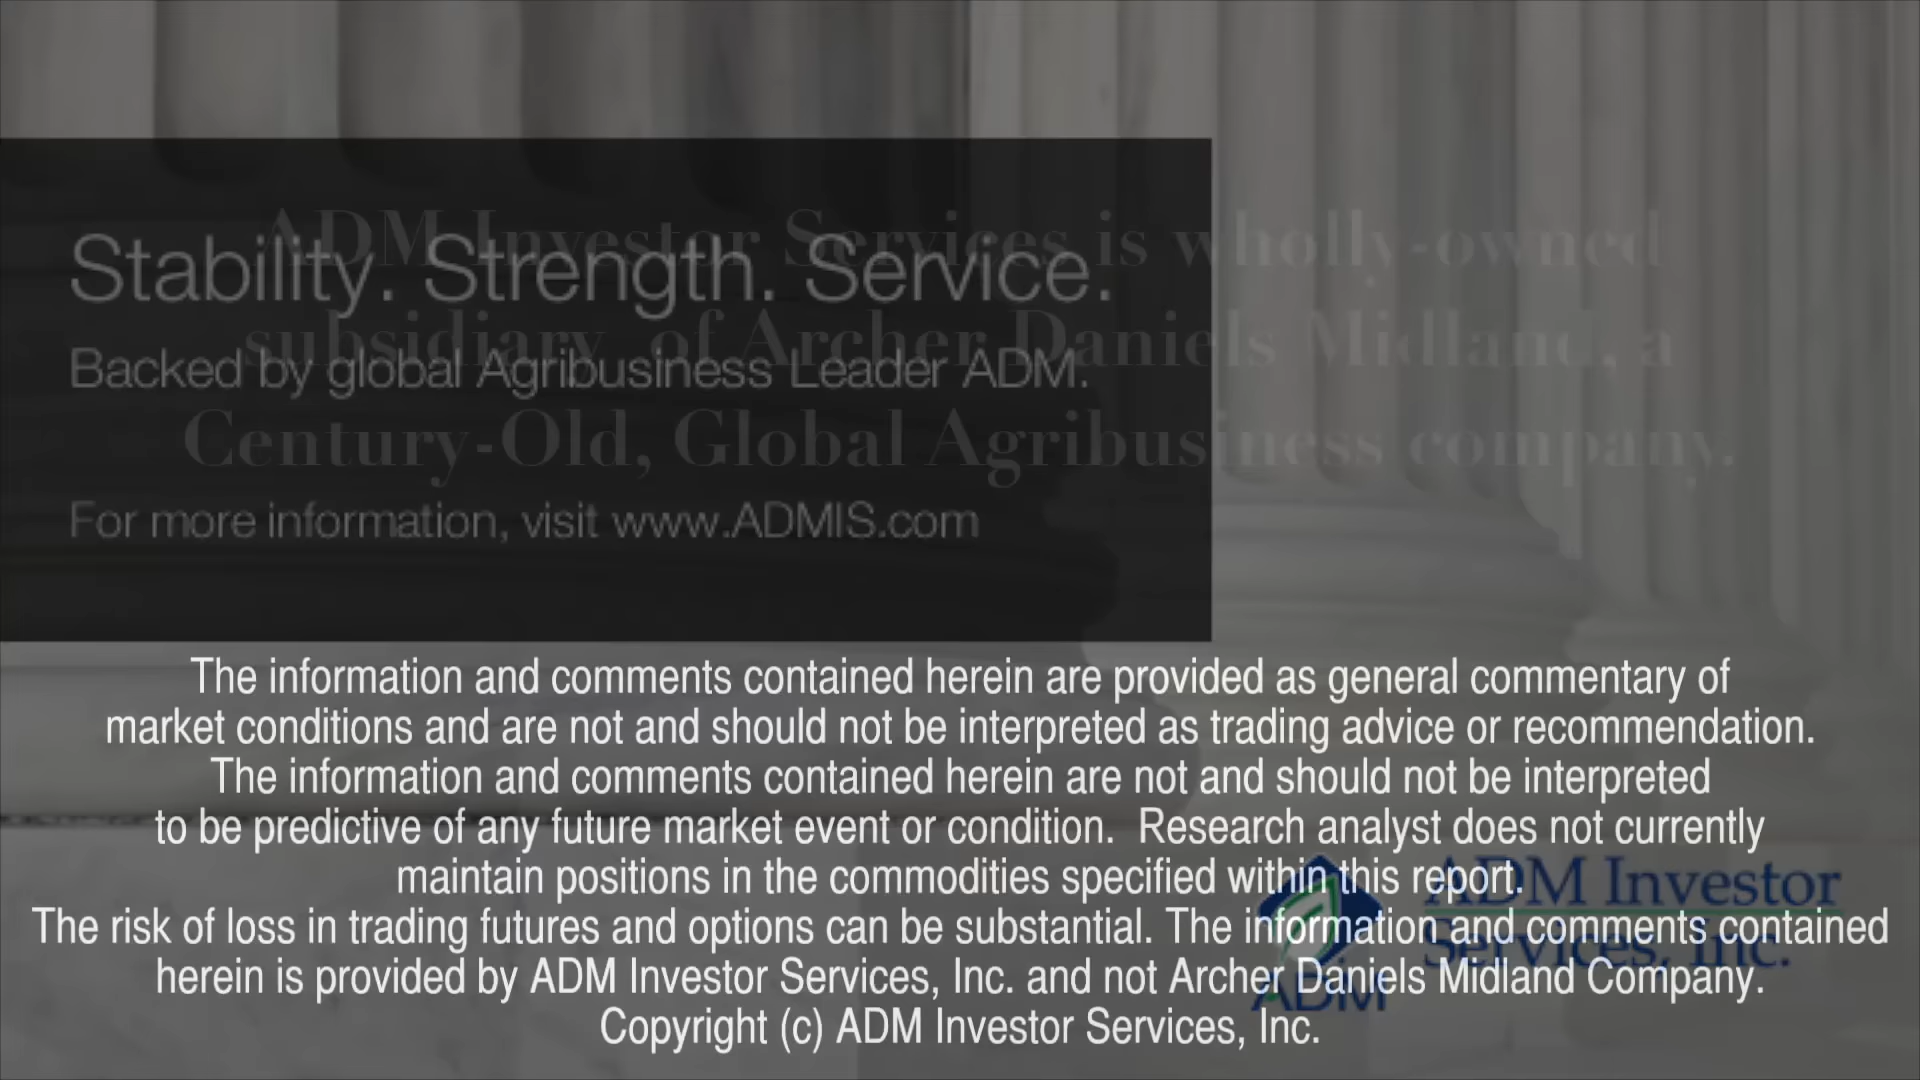 ADM Investor Services is wholly-owned
subsidiary of Archer Daniels Midland, a
Century-Old, Global Agribusiness company.
Stability. Strength. Service.
Backed by global Agribusiness Leader ADM.
For more information, visit www.ADMIS.com
The information and comments contained herein are provided as general commentary of
market conditions and are not and should not be interpreted as trading advice or recommendation.
The information and comments contained herein are not and should not be interpreted
to be predictive of any future market event or condition. Research analyst does not currently
maintain positions in the commodities specified within this report.
The risk of loss in trading futures and options can be substantial. The information and comments contained
herein is provided by ADM Investor Services, Inc. and not Archer Daniels Midland Company.
Copyright (c) ADM Investor Services, Inc.
ADM Investor
Services, Inc.
ADM